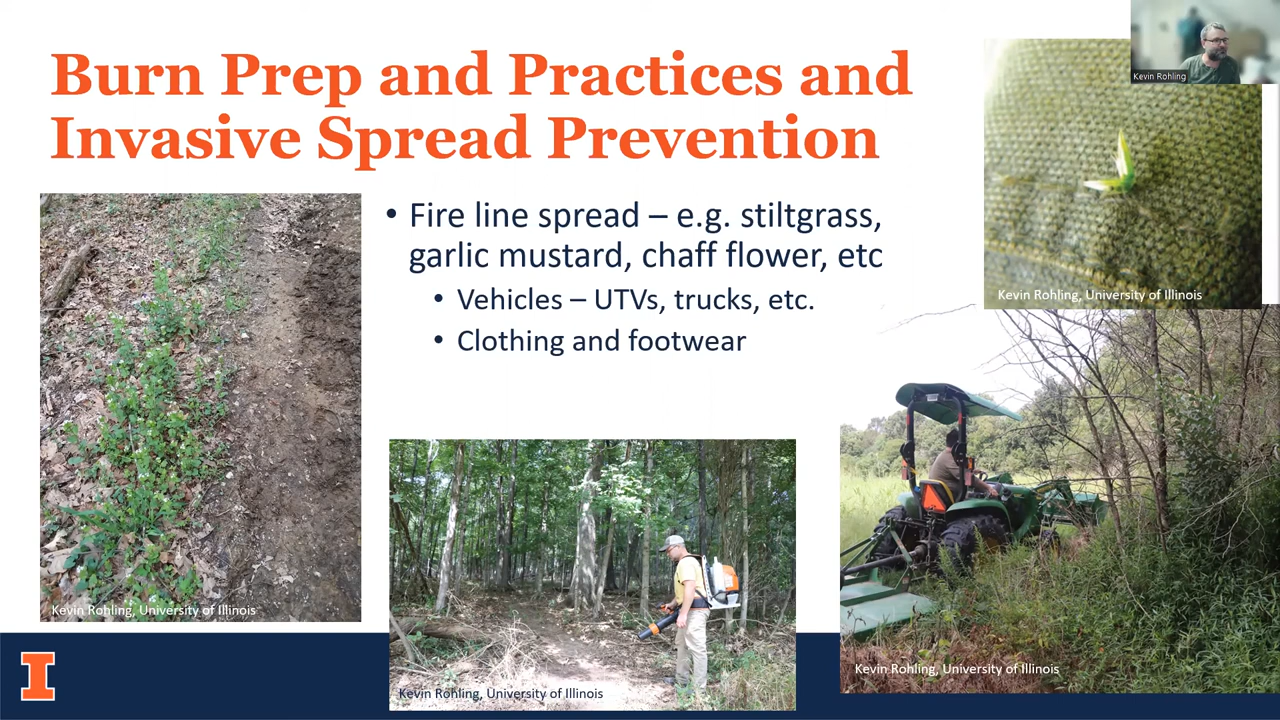 Burn Prep and Practices and
Invasive Spread Prevention
Kevin Rohling
• Fire line spread – e.g. stiltgrass,
garlic mustard, chaff flower, etc
• Vehicles – UTVs, trucks, etc.
• Clothing and footwear
Kevin Rohling, University of Illinois
Kevin Rohling, University of Illinois
Kevin Rohling, University of Illinois
Kevin Rohling, University of Illinois
I